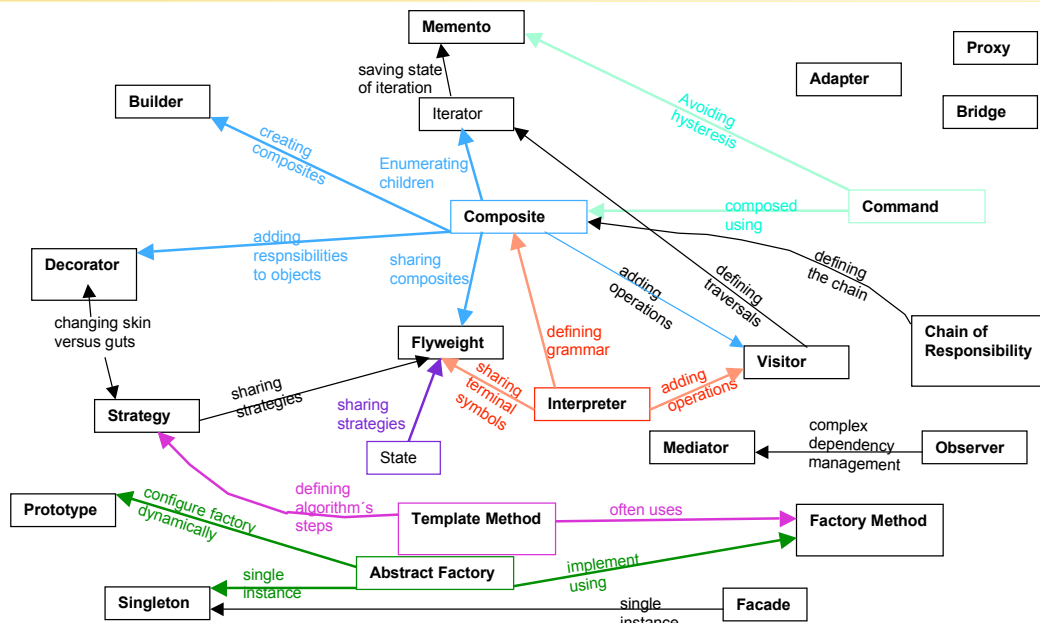 Memento
Proxy
saving state
of iteration
Adapter
Builder
Iterator
Avoiding
hysteresis
Bridge
creating
composites
Enumerating
children
Composite
composed
using
Command
adding
respnsibilities
to objects
sharing
composites
Decorator
adding
operations
defining
traversals
defining
the chain
changing skin
versus guts
Flyweight
defining
grammar
Visitor
Chain of
Responsibility
sharing
strategies
sharing
terminal
symbols
adding
operations
Strategy
sharing
strategies
Interpreter
State
Mediator
complex
dependency
management
Observer
Prototype
configure factory
dynamically
defining
algorithm´s
steps
Template Method
often uses
Factory Method
Abstract Factory
implement
using
single
instance
Singleton
single
instance
Facade